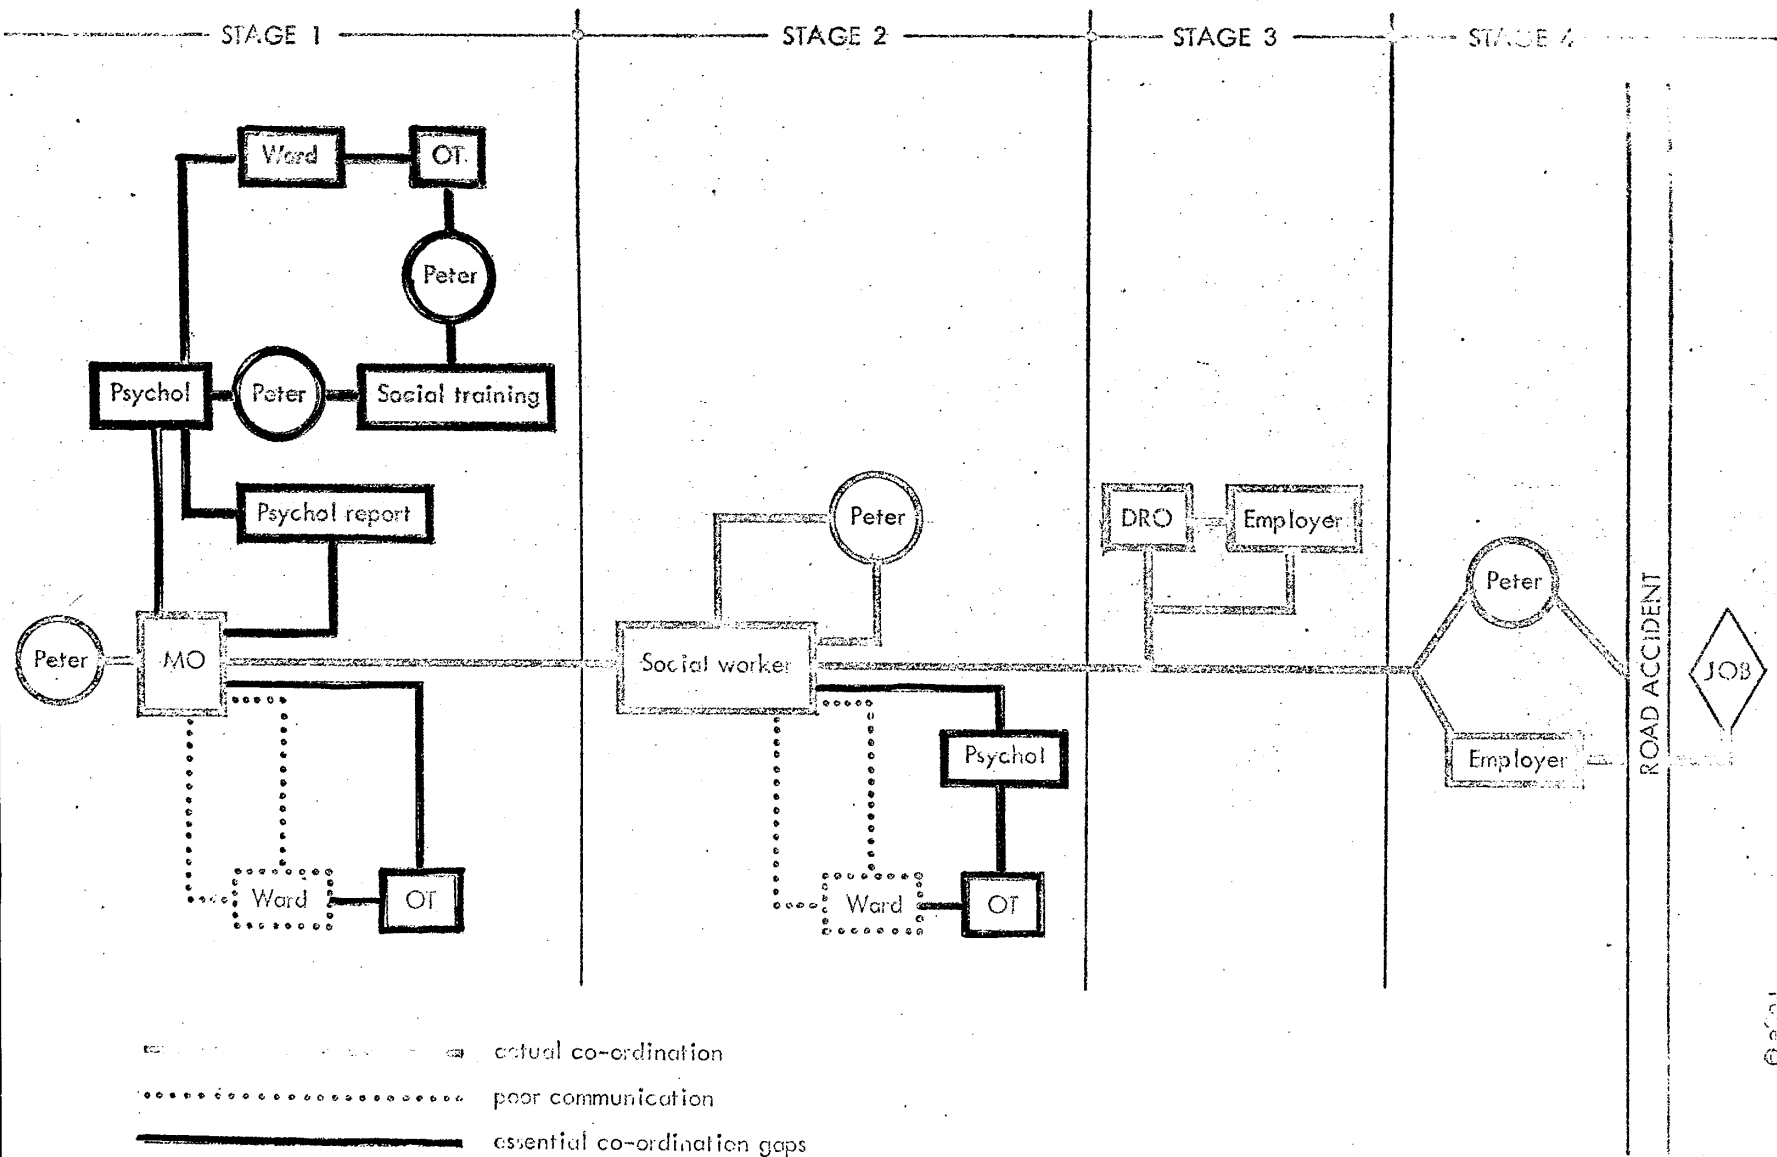 STAGE 1
STAGE 2
STAGE 3
STAGE 4
Ward
OT
Peter
Psychol
Peter
Social training
Psychol report
Peter
MO
Ward
OT
Peter
Social worker
Psychol
Ward
OT
DRO
Employer
Peter
Employer
ROAD ACCIDENT
JOB
actual co-ordination
poor communication
essential co-ordination gaps